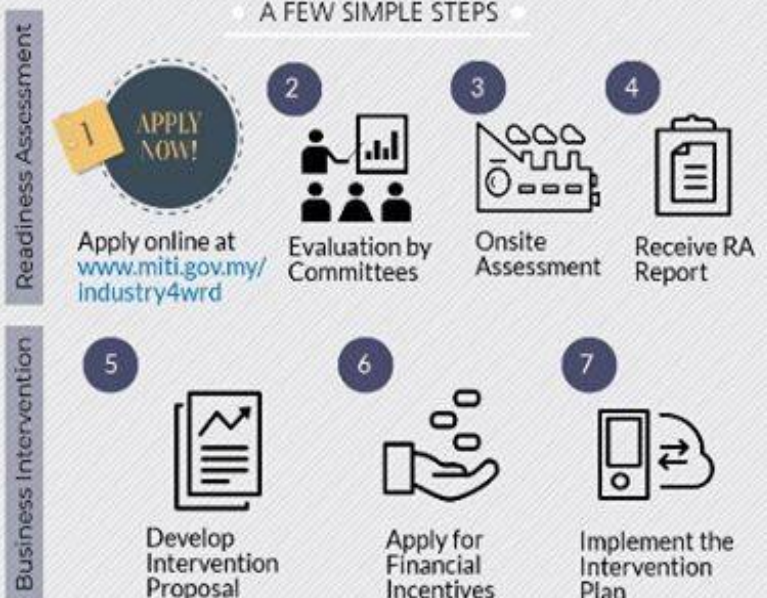 A FEW SIMPLE STEPS
Readiness Assessment
1
APPLY
NOW!
Apply online at
www.miti.gov.my/
industry4wrd
2
Evaluation by
Committees
3
Onsite
Assessment
4
Receive RA
Report
Business Intervention
5
Develop
Intervention
Proposal
6
Apply for
Financial
Incentives
7
Implement the
Intervention
Plan